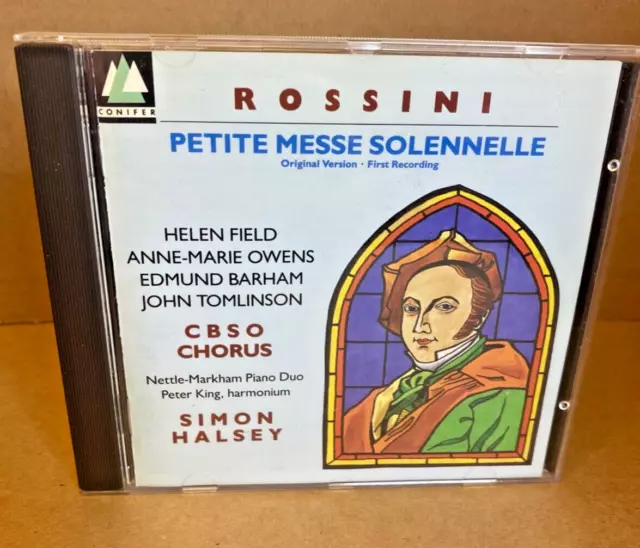 CONIFER
ROSSINI
PETITE MESSE SOLENNELLE
Original Version · First Recording
HELEN FIELD
ANNE-MARIE OWENS
EDMUND BARHAM
JOHN TOMLINSON
CBSO
CHORUS
Nettle-Markham Piano Duo
Peter King, harmonium
SIMON
HALSEY